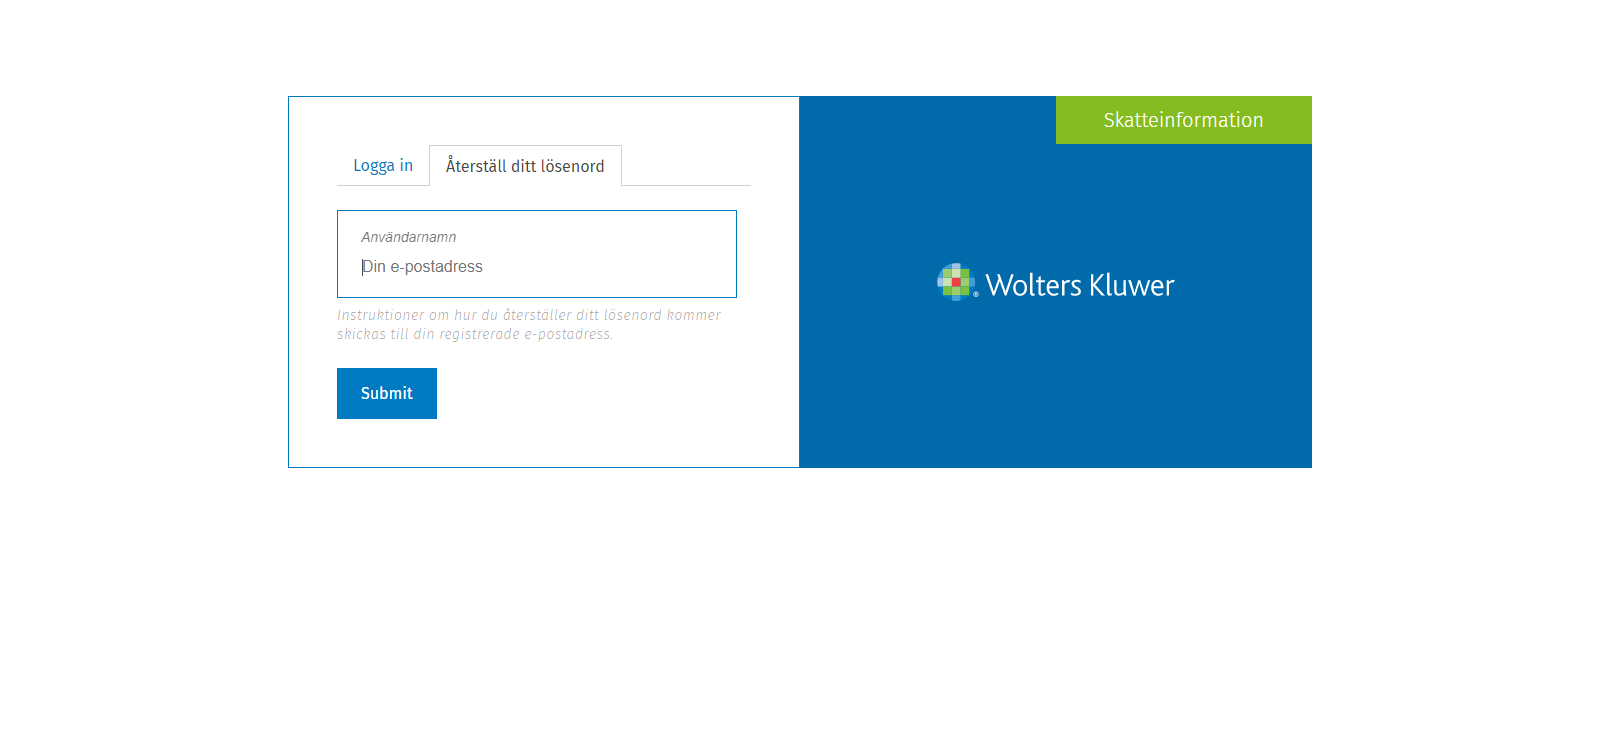 Logga in
Återställ ditt lösenord
Användarnamn
Din e-postadress
Instruktioner om hur du återställer ditt lösenord kommer
skickas till din registrerade e-postadress.
Submit
Skatteinformation
® Wolters Kluwer